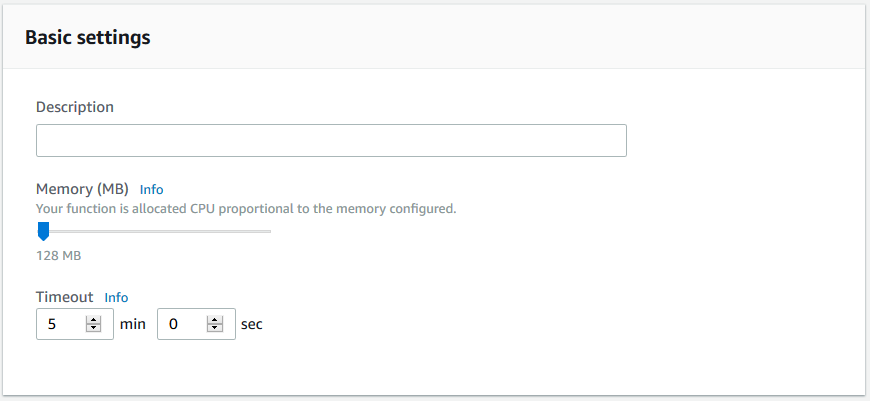 Basic settings
Description
Memory (MB) Info
Your function is allocated CPU proportional to the memory configured.
128 MB
Timeout Info
5 min 0 sec